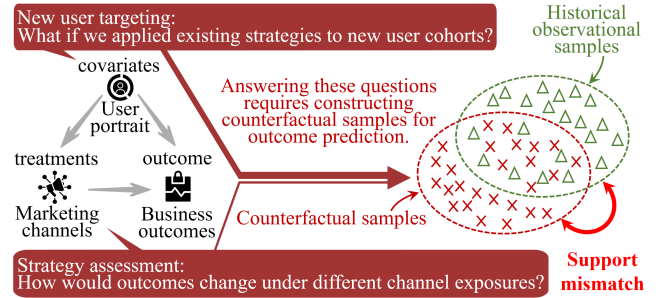 New user targeting:
What if we applied existing strategies to new user cohorts?
covariates
User
portrait
treatments
outcome
Marketing
channels
Business
outcomes
Answering these questions
requires constructing
counterfactual samples for
outcome prediction.
Counterfactual samples
Historical
observational
samples
Support
mismatch
Strategy assessment:
How would outcomes change under different channel exposures?